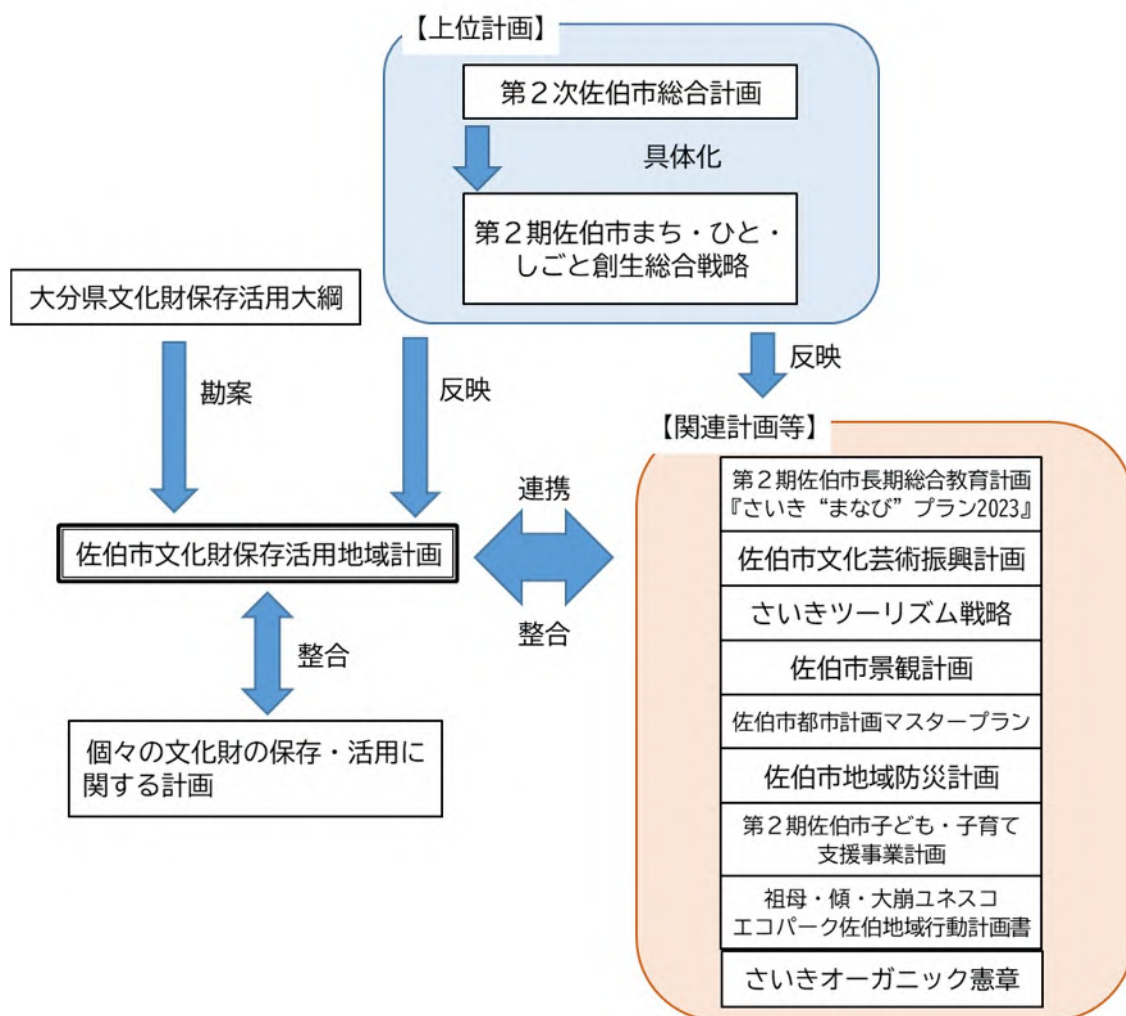 【上位計画】
第２次佐伯市総合計画
具体化
第２期佐伯市まち・ひと・
しごと創生総合戦略
大分県文化財保存活用大綱
勘案
反映
反映
【関連計画等】
佐伯市文化財保存活用地域計画
連携
整合
整合
個々の文化財の保存・活用に
関する計画
第２期佐伯市長期総合教育計画
『さいき“まなび”プラン2023』
佐伯市文化芸術振興計画
さいきツーリズム戦略
佐伯市景観計画
佐伯市都市計画マスタープラン
佐伯市地域防災計画
第２期佐伯市子ども・子育て
支援事業計画
祖母・傾・大崩ユネスコ
エコパーク佐伯地域行動計画書
さいきオーガニック憲章